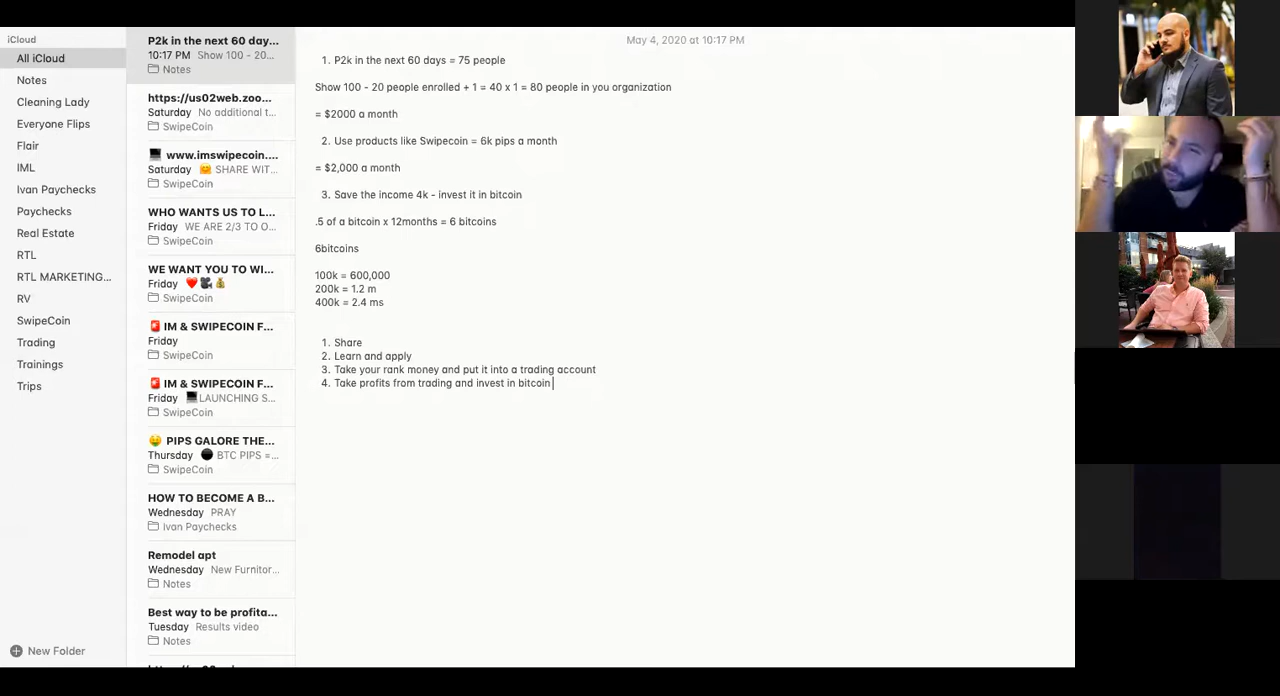 iCloud
All iCloud
Notes
Cleaning Lady
Everyone Flips
Flair
IML
Ivan Paychecks
Paychecks
Real Estate
RTL
RTL MARKETING...
RV
SwipeCoin
Trading
Trainings
Trips
New Folder
P2k in the next 60 day...
10:17 PM Show 100 - 20...
Notes
https://us02web.zoo...
Saturday No additional t...
SwipeCoin
www.imswipecoin....
Saturday 🤗 SHARE WIT...
SwipeCoin
WHO WANTS US TO L...
Friday WE ARE 2/3 TO O...
SwipeCoin
WE WANT YOU TO WI...
Friday ❤️🎥💰
SwipeCoin
🚨 IM & SWIPECOIN F...
Friday
SwipeCoin
🚨 IM & SWIPECOIN F...
Friday 💻LAUNCHING S...
SwipeCoin
🤑 PIPS GALORE THE...
Thursday 🌑 BTC PIPS =...
SwipeCoin
HOW TO BECOME A B...
Wednesday PRAY
Ivan Paychecks
Remodel apt
Wednesday New Furnitor...
Notes
Best way to be profita...
Tuesday Results video
Notes
May 4, 2020 at 10:17 PM
1. P2k in the next 60 days = 75 people
Show 100 - 20 people enrolled + 1 = 40 x 1 = 80 people in you organization
= $2000 a month
2. Use products like Swipecoin = 6k pips a month
= $2,000 a month
3. Save the income 4k - invest it in bitcoin
.5 of a bitcoin x 12months = 6 bitcoins
6bitcoins
100k = 600,000
200k = 1.2 m
400k = 2.4 ms
1. Share
2. Learn and apply
3. Take your rank money and put it into a trading account
4. Take profits from trading and invest in bitcoin